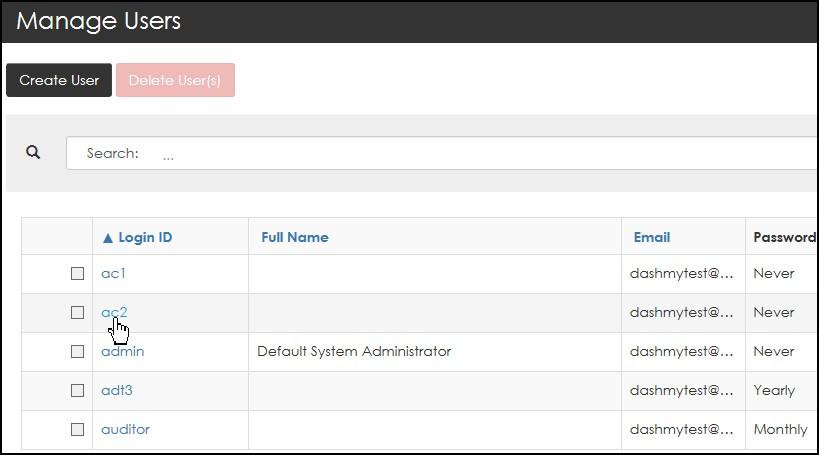 Manage Users
Create User Delete User(s)
Search: ...
▲ Login ID Full Name Email Password
ac1 dashmytest@... Never
ac2 dashmytest@... Never
admin Default System Administrator dashmytest@... Never
adt3 dashmytest@... Yearly
auditor dashmytest@... Monthly